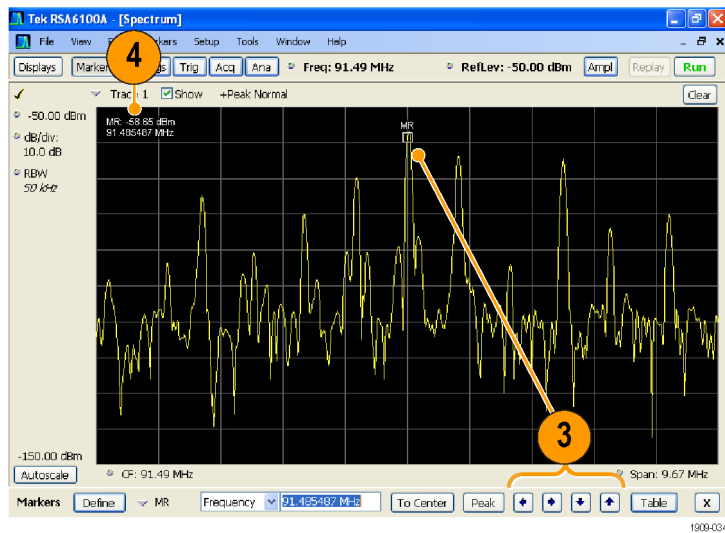 Tek RSA6100A - [Spectrum]
File View Markers Setup Tools Window Help
Displays Trig Acq Ana Freq: 91.49 MHz RefLev: -50.00 dBm Ampl Replay Run
4
Trace 1 Show +Peak Normal Clear
-50.00 dBm
dB/div:
10.0 dB
RBW
50 kHz
MR: -58.65 dBm
91.485487 MHz
MR
3
-150.00 dBm
Autoscale CF: 91.49 MHz Span: 9.67 MHz
Markers Define MR Frequency 91.485487 MHz To Center Peak Table X
1909-034